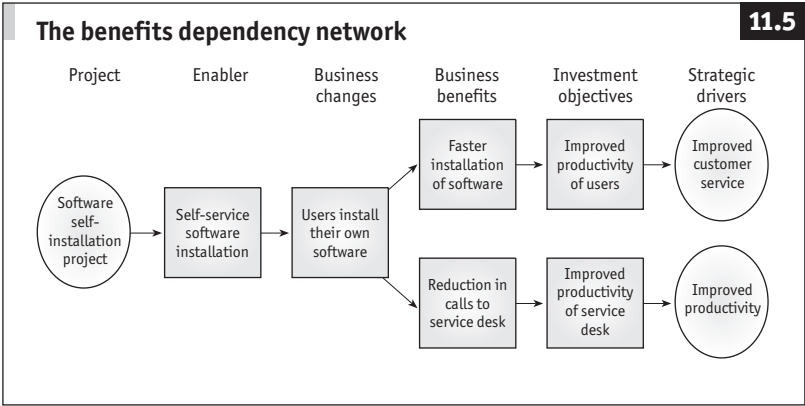 The benefits dependency network
11.5
Project
Enabler
Business
changes
Business
benefits
Investment
objectives
Strategic
drivers
Software
self-
installation
project
Self-service
software
installation
Users install
their own
software
Faster
installation
of software
Improved
productivity
of users
Improved
customer
service
Reduction in
calls to
service desk
Improved
productivity
of service
desk
Improved
productivity